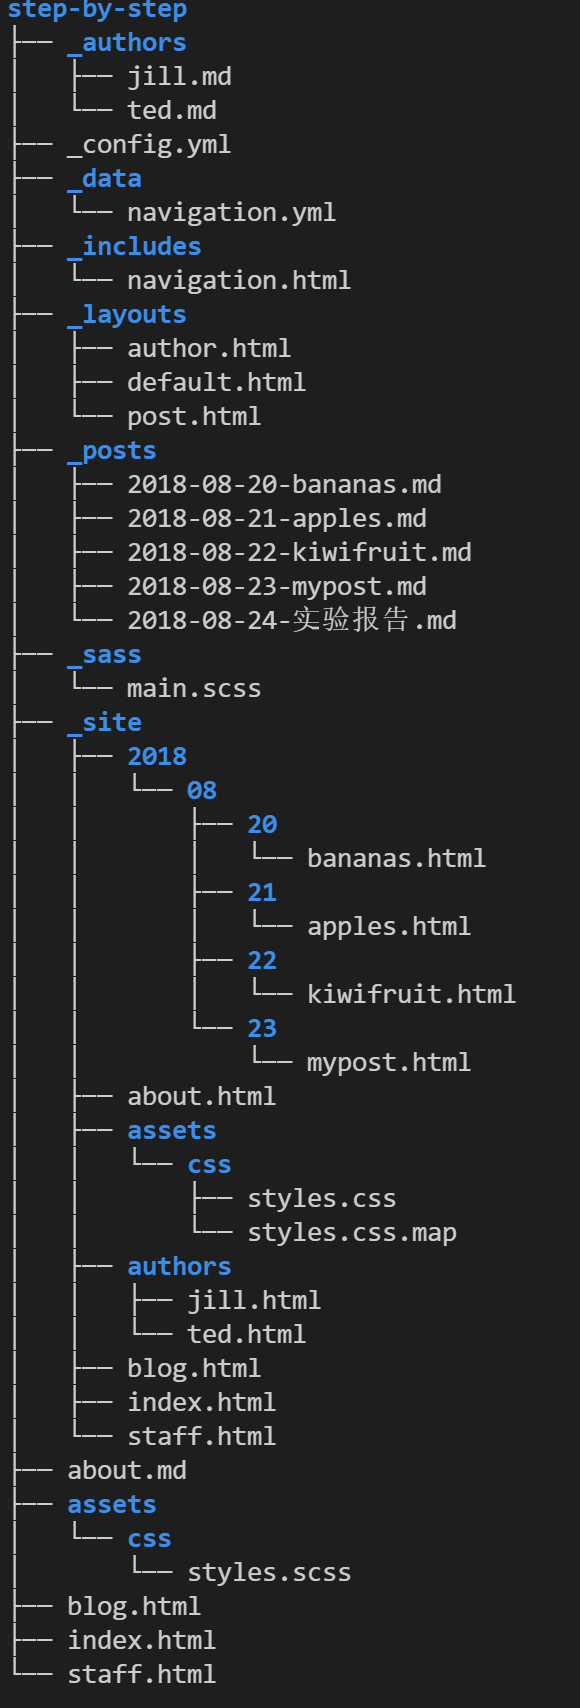 step-by-step
├── _authors
│   ├── jill.md
│   └── ted.md
├── _config.yml
├── _data
│   └── navigation.yml
├── _includes
│   └── navigation.html
├── _layouts
│   ├── author.html
│   ├── default.html
│   └── post.html
├── _posts
│   ├── 2018-08-20-bananas.md
│   ├── 2018-08-21-apples.md
│   ├── 2018-08-22-kiwifruit.md
│   ├── 2018-08-23-mypost.md
│   └── 2018-08-24-实验报告.md
├── _sass
│   └── main.scss
├── _site
│   ├── 2018
│   │   └── 08
│   │       ├── 20
│   │       │   └── bananas.html
│   │       ├── 21
│   │       │   └── apples.html
│   │       ├── 22
│   │       │   └── kiwifruit.html
│   │       └── 23
│   │           └── mypost.html
│   ├── about.html
│   ├── assets
│   │   └── css
│   │       ├── styles.css
│   │       └── styles.css.map
│   ├── authors
│   │   ├── jill.html
│   │   └── ted.html
│   ├── blog.html
│   ├── index.html
│   └── staff.html
├── about.md
├── assets
│   └── css
│       └── styles.scss
├── blog.html
├── index.html
└── staff.html